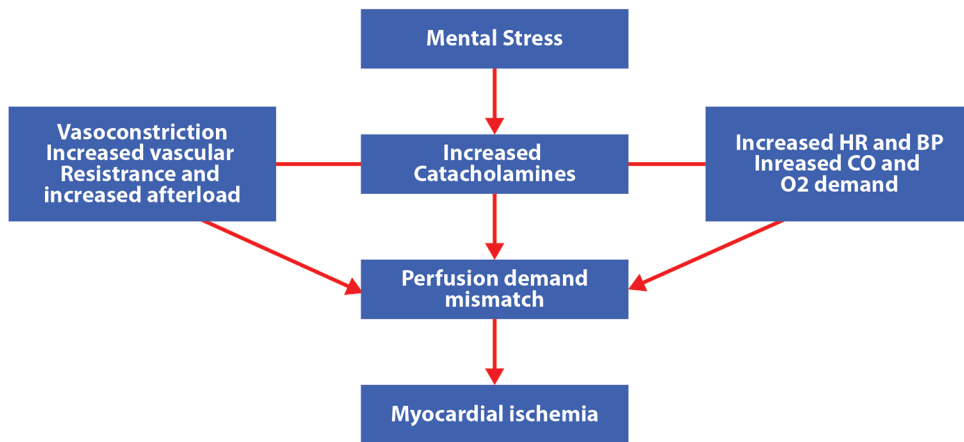 Mental Stress
Vasoconstriction
Increased vascular
Resistrance and
increased afterload
Increased
Catacholamines
Increased HR and BP
Inreased CO and
O2 demand
Perfusion demand
mismatch
Myocardial ischemia